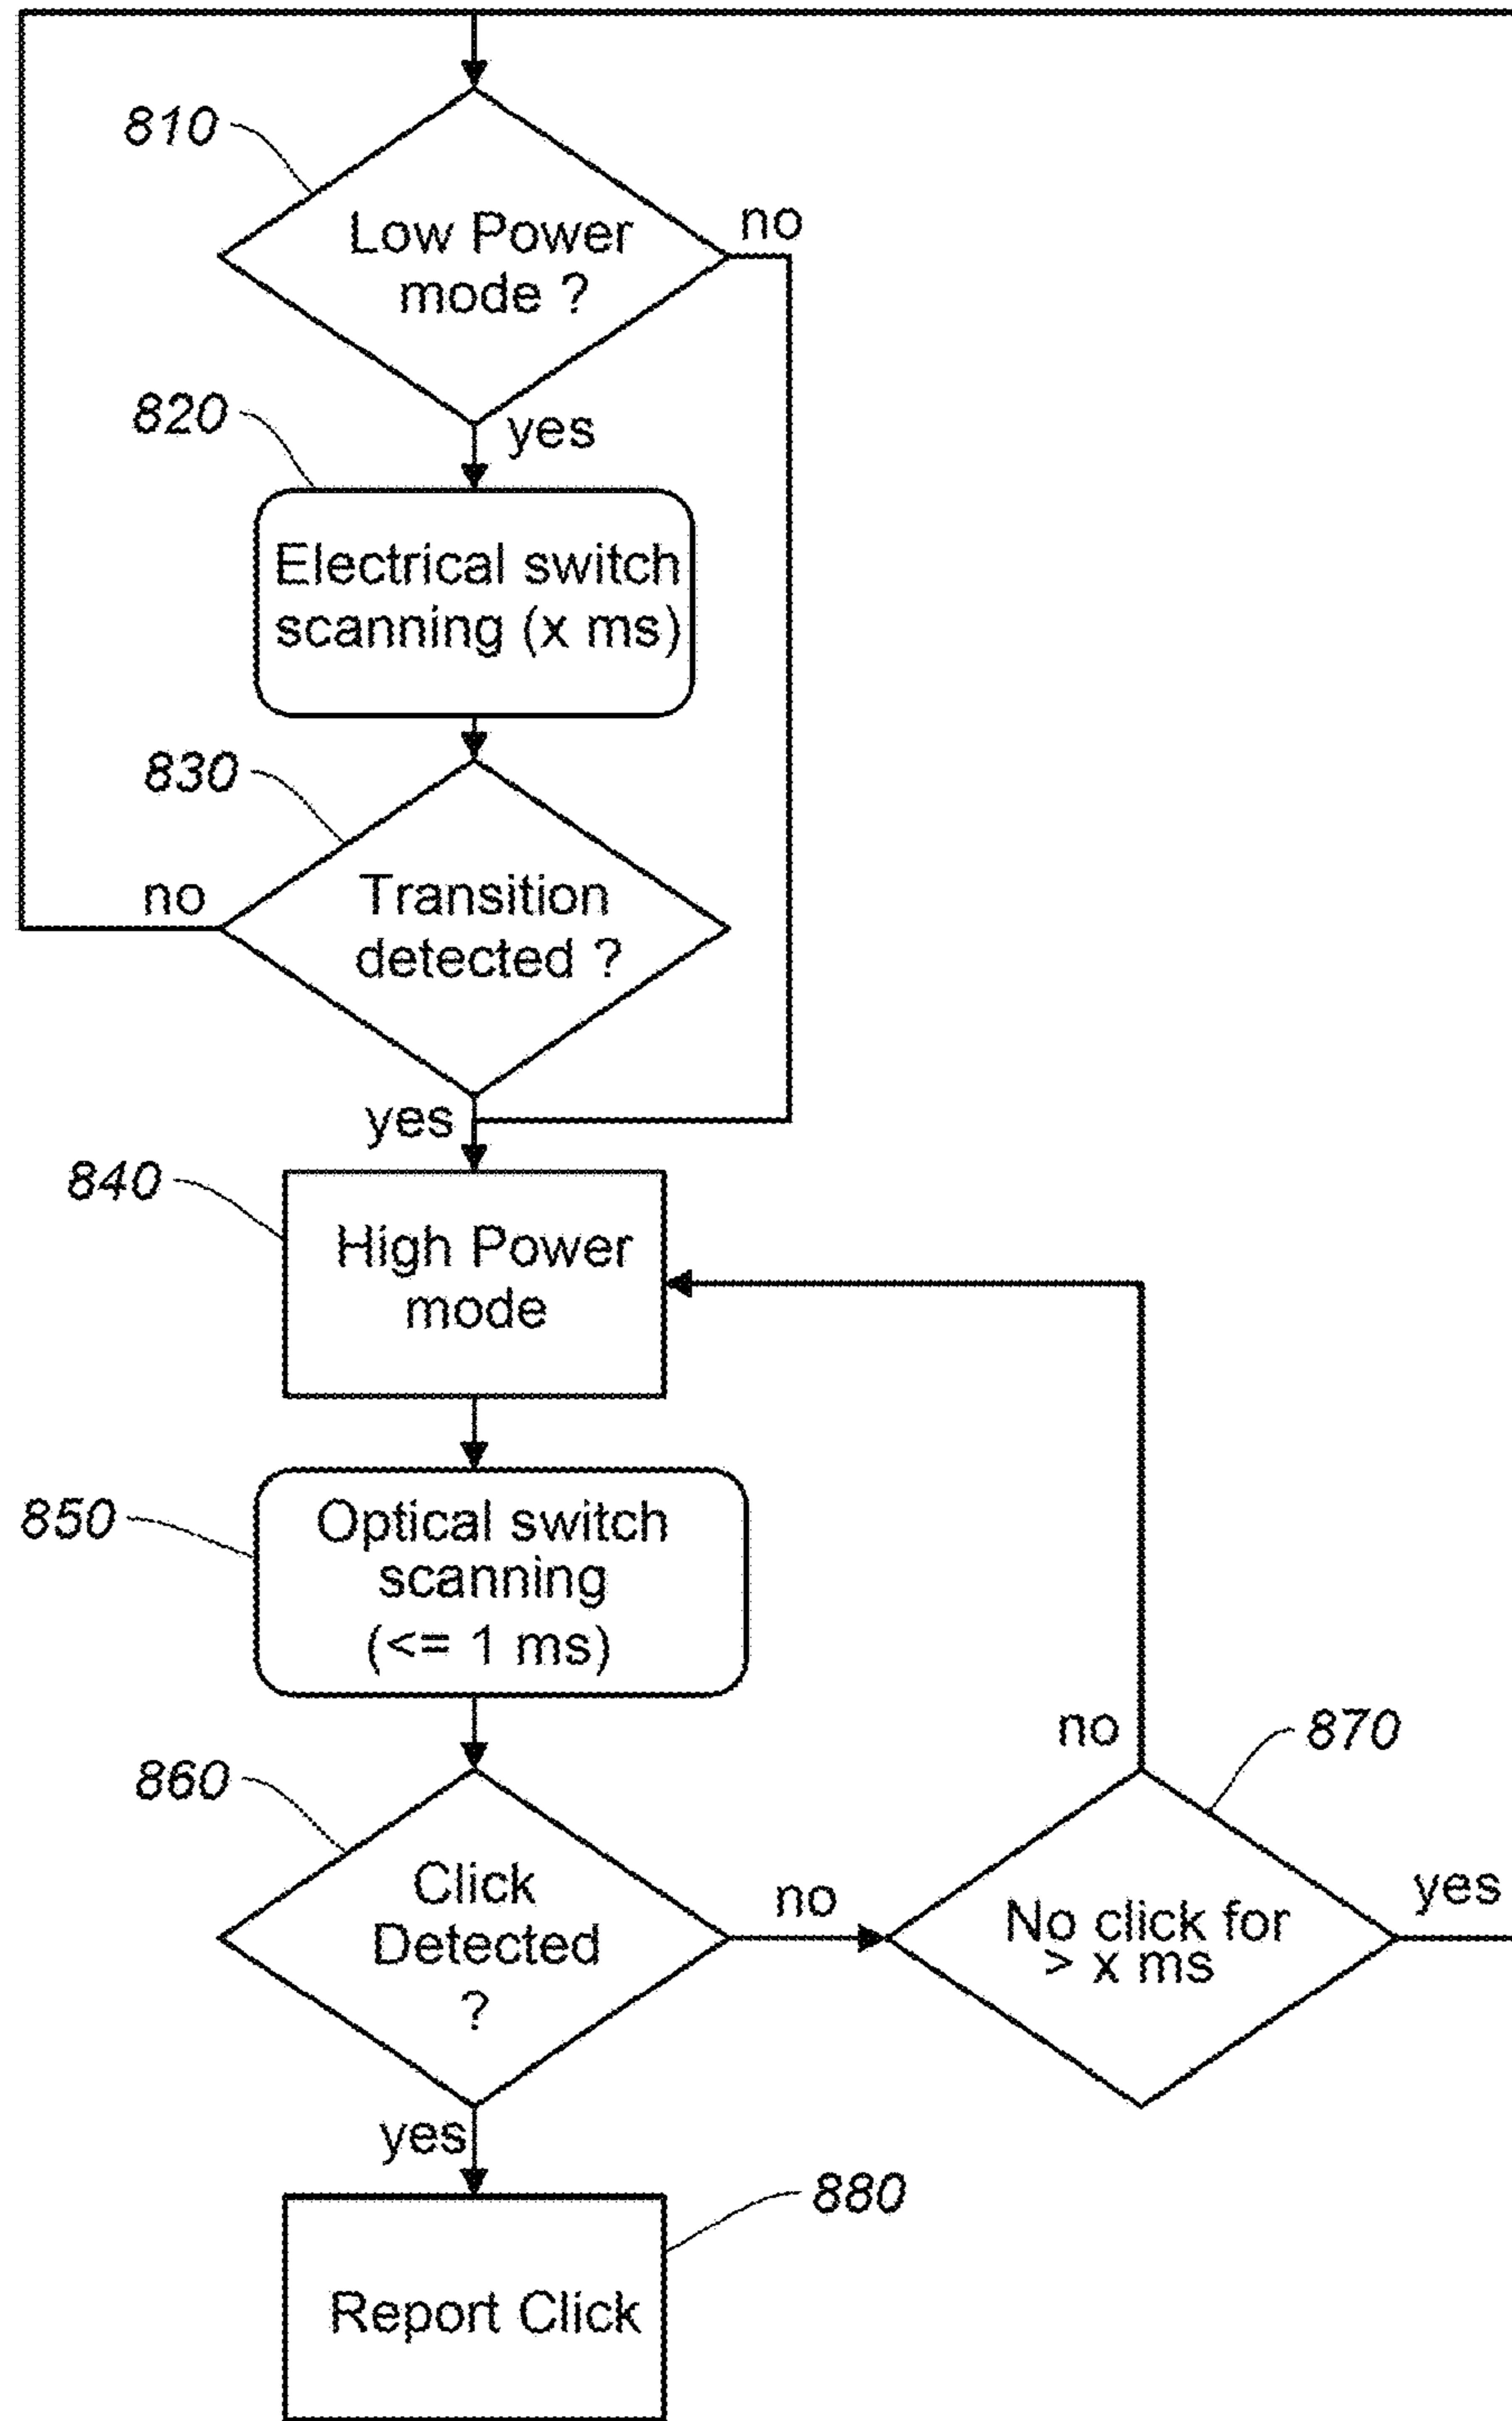 810
Low Power
mode ?
no
820
yes
Electrical switch
scanning (x ms)
830
no
Transition
detected ?
yes
840
High Power
mode
850
Optical switch
scanning
(<= 1 ms)
no
870
860
Click
Detected
?
no
No click for
> x ms
yes
yes
880
Report Click